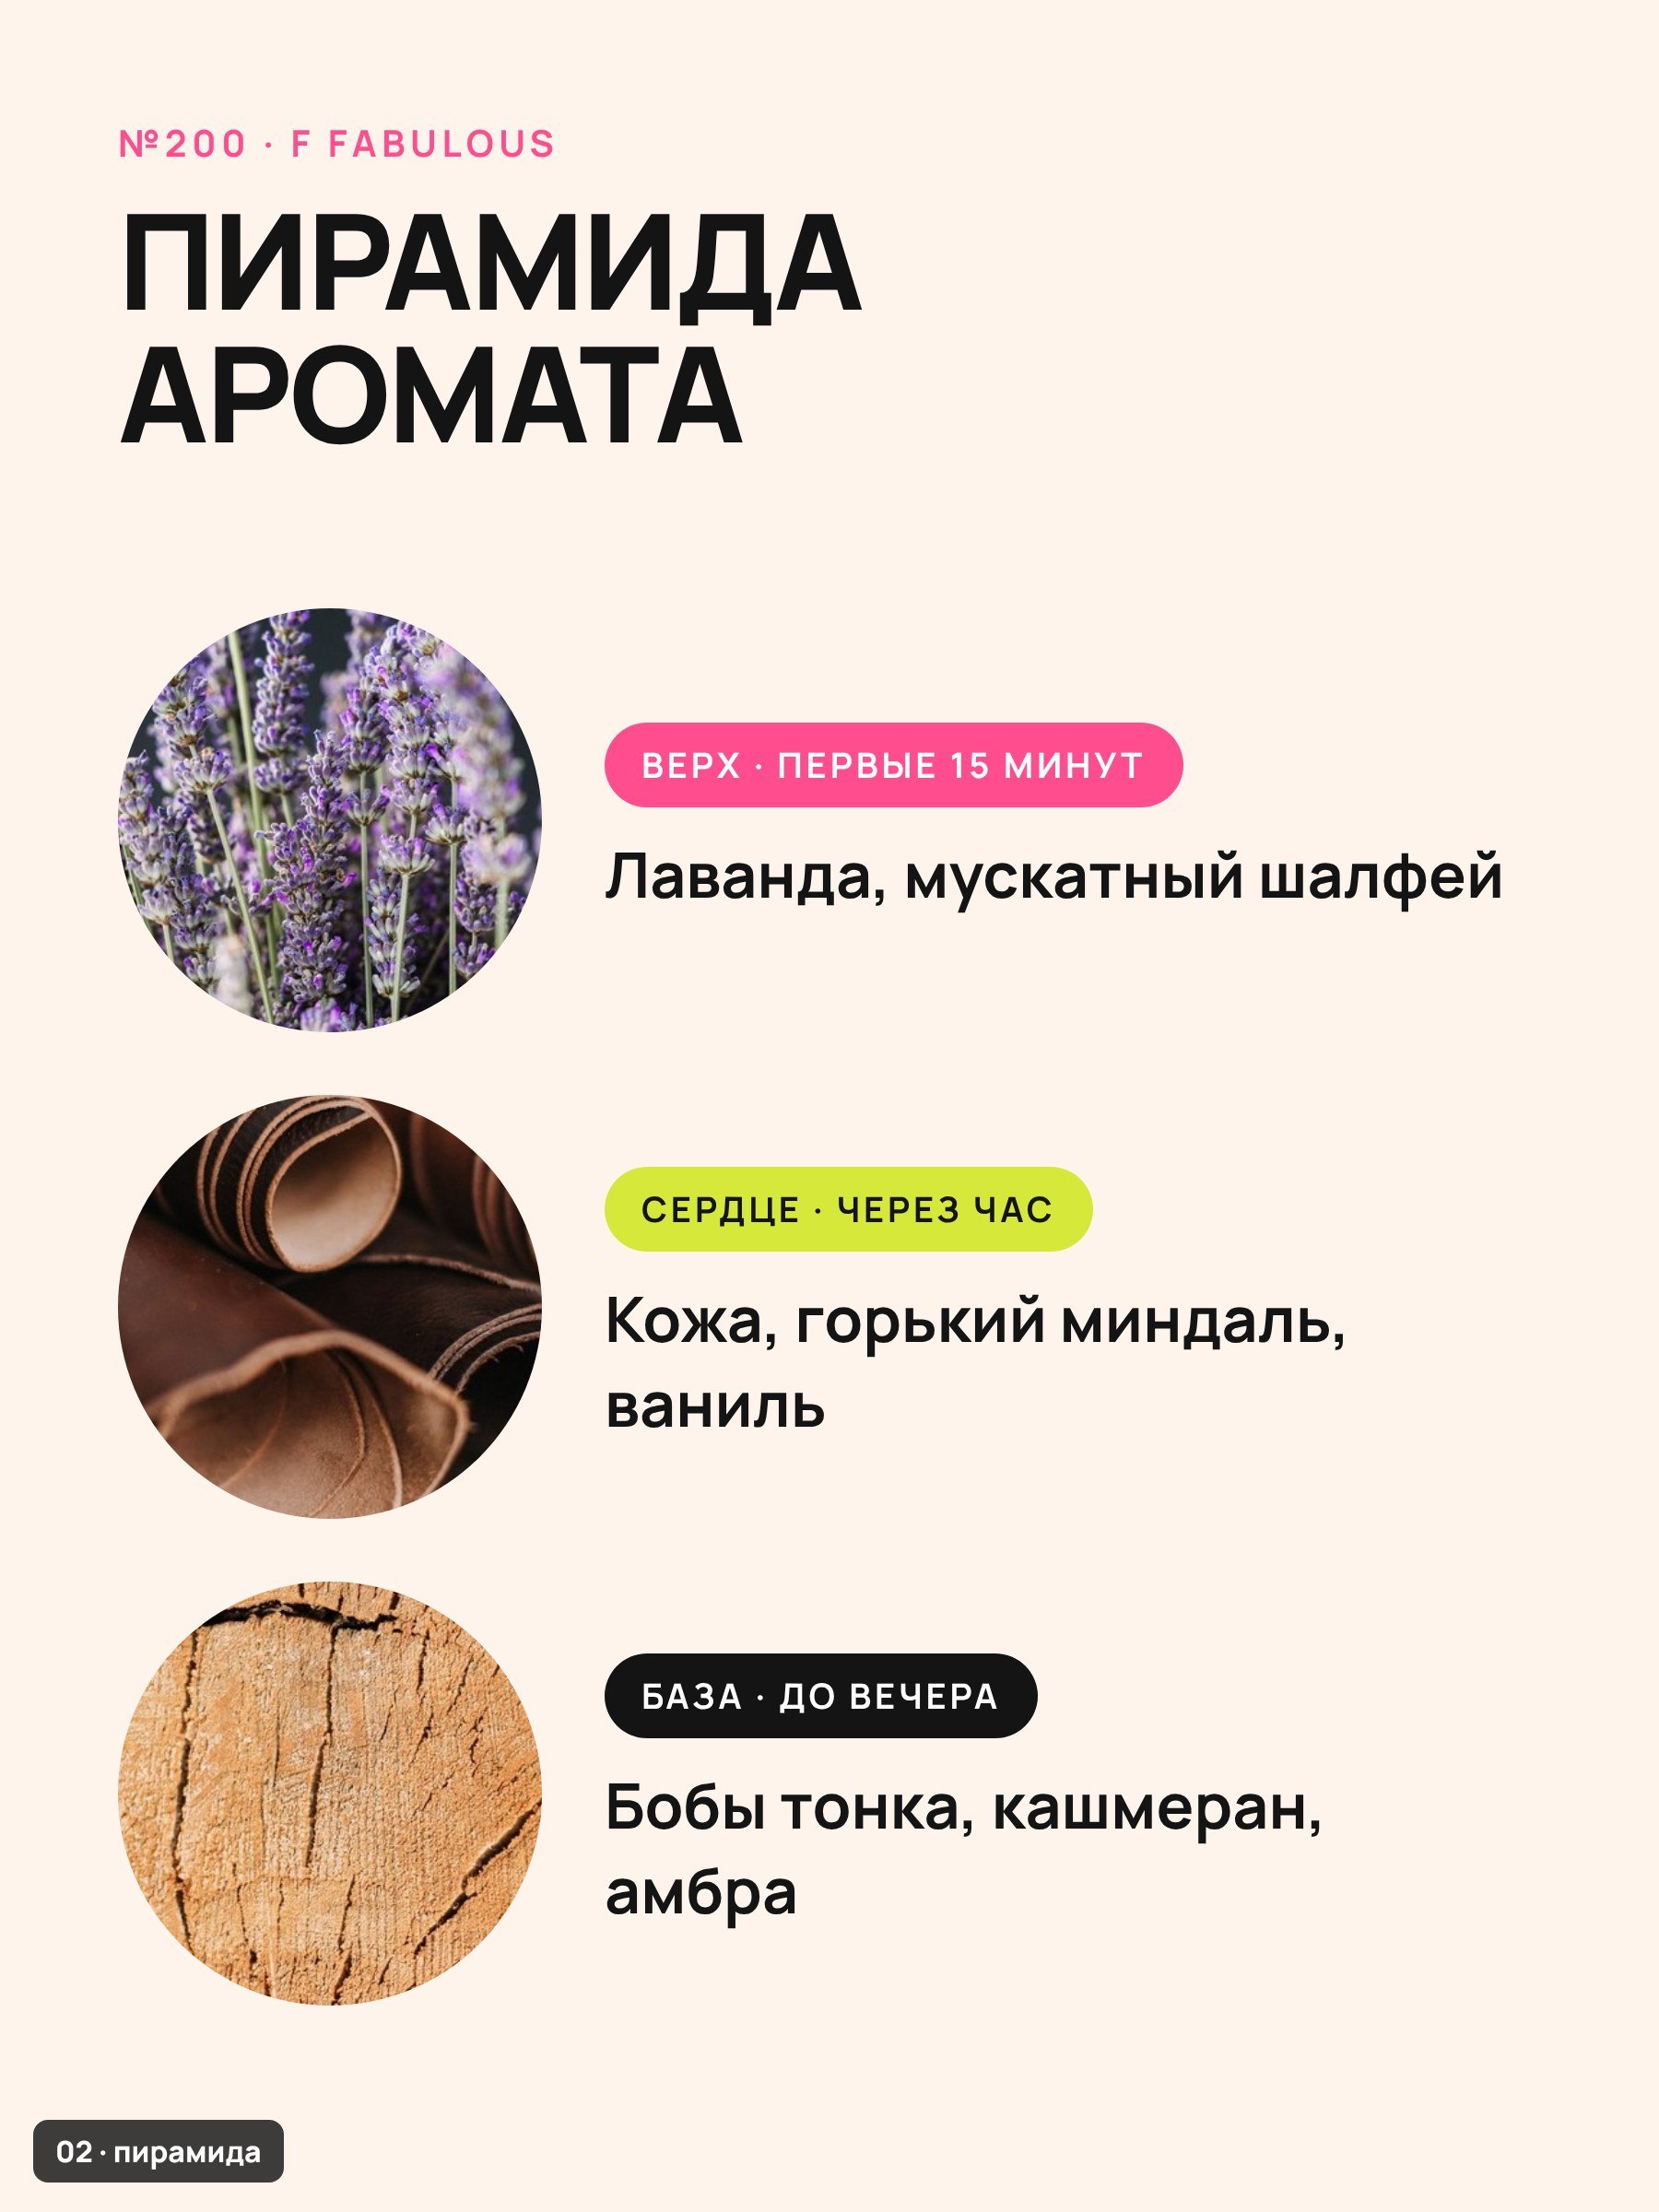 №200 · F FABULOUS
ПИРАМИДА
АРОМАТА
ВЕРХ · ПЕРВЫЕ 15 МИНУТ
Лаванда, мускатный шалфей
СЕРДЦЕ · ЧЕРЕЗ ЧАС
Кожа, горький миндаль,
ваниль
БАЗА · ДО ВЕЧЕРА
Бобы тонка, кашмеран,
амбра
02 · пирамида